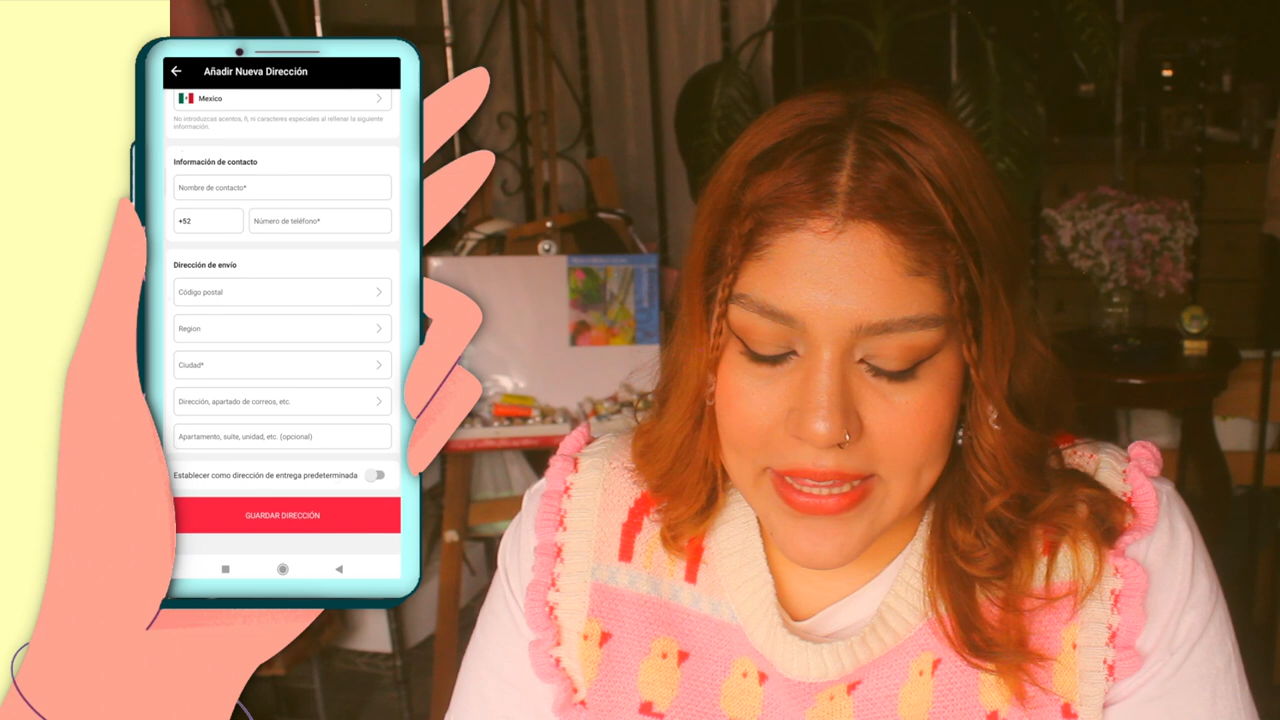 Añadir Nueva Dirección
Mexico
No introduzcas acentos, ñ, ni caracteres especiales al rellenar la siguiente
información.
Información de contacto
Nombre de contacto*
+52 Número de teléfono*
Dirección de envío
Código postal
Region
Ciudad*
Dirección, apartado de correos, etc.
Apartamento, suite, unidad, etc. (opcional)
Establecer como dirección de entrega predeterminada
GUARDAR DIRECCIÓN